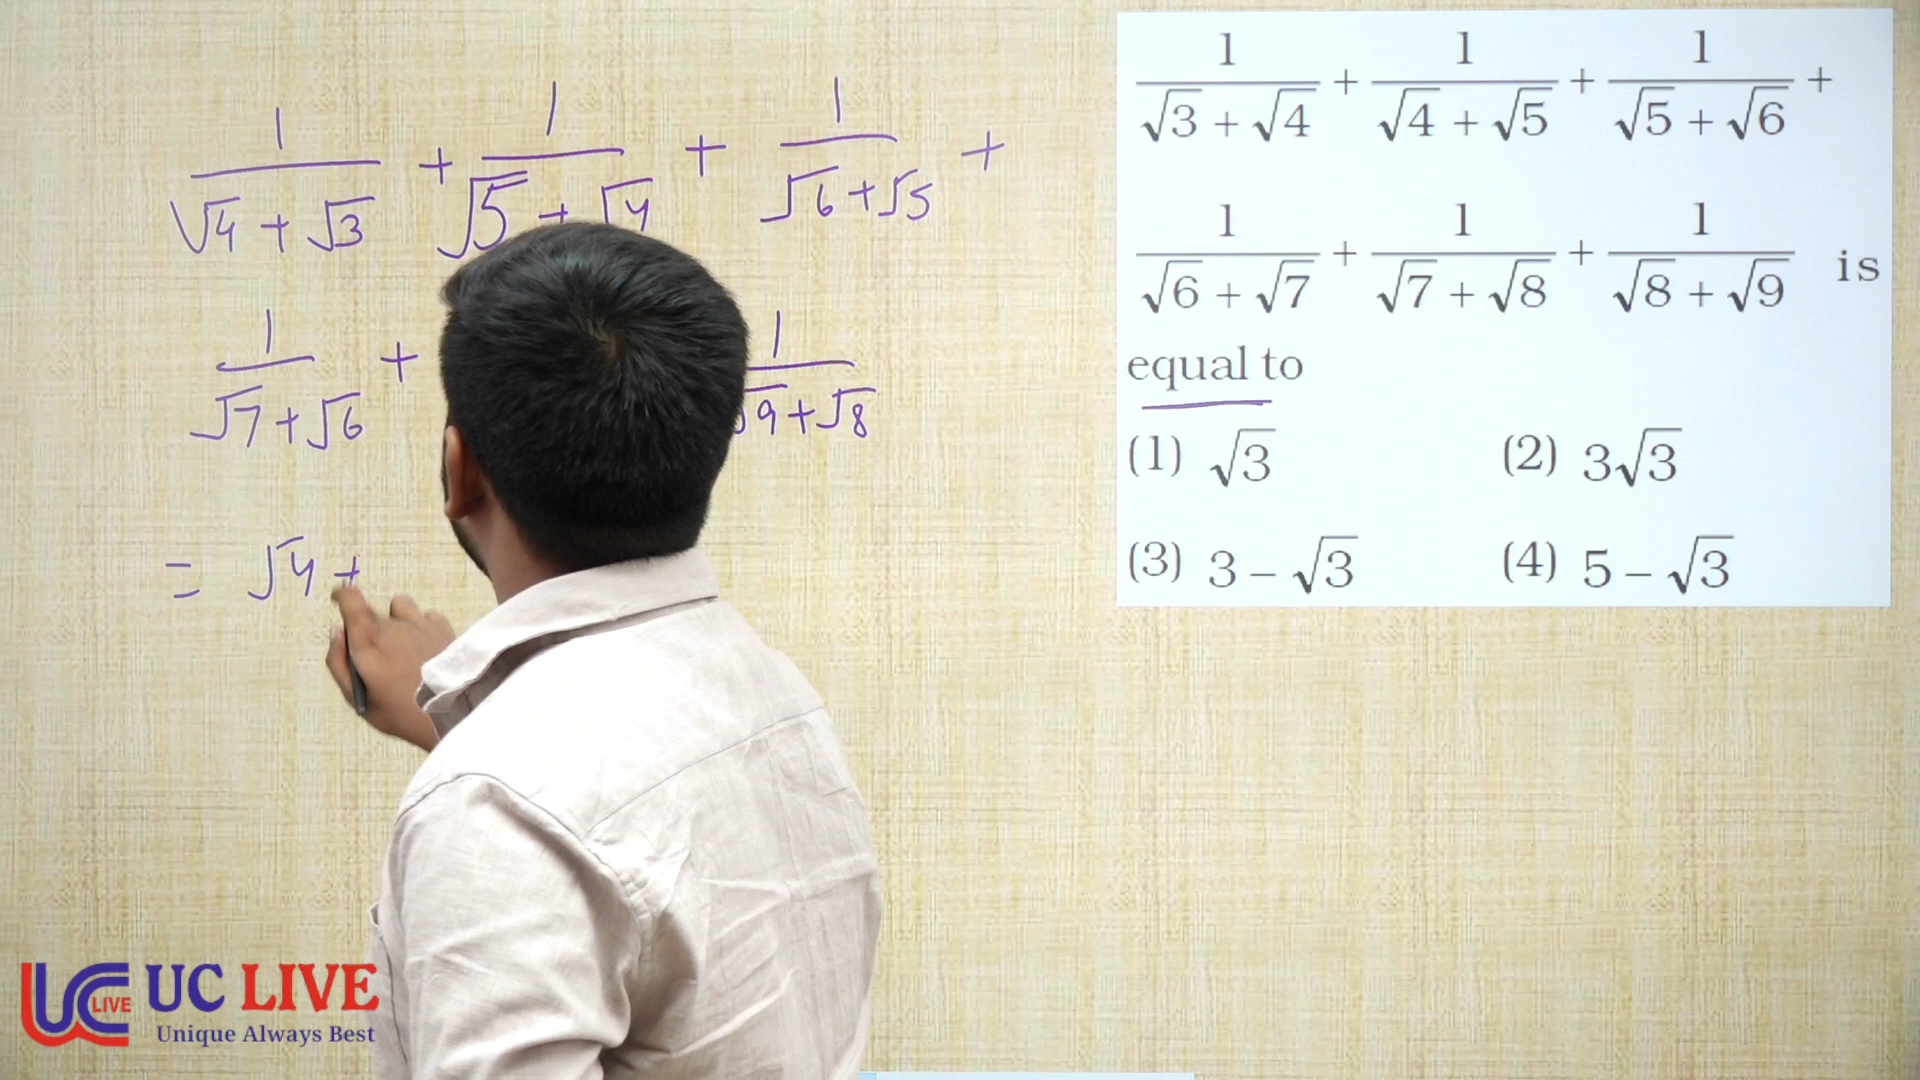 1/(√4 + √3) + 1/(√5 + √4) + 1/(√6 + √5) +
1/(√7 + √6) + 1/(√9 + √8)
= √4 +
1/(√3 + √4) + 1/(√4 + √5) + 1/(√5 + √6) +
1/(√6 + √7) + 1/(√7 + √8) + 1/(√8 + √9) is
equal to
(1) √3 (2) 3√3
(3) 3 – √3 (4) 5 – √3
UC LIVE UC LIVE
Unique Always Best